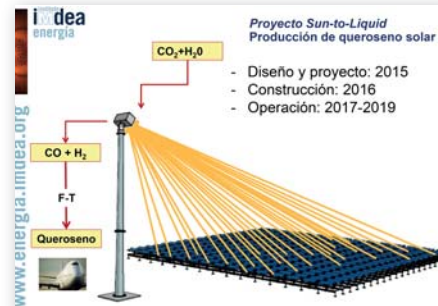 imdea
energía
www.energia.imdea.org
Proyecto Sun-to-Liquid
Producción de queroseno solar
CO2+H20
- Diseño y proyecto: 2015
- Construcción: 2016
- Operación: 2017-2019
CO + H2
F-T
Queroseno